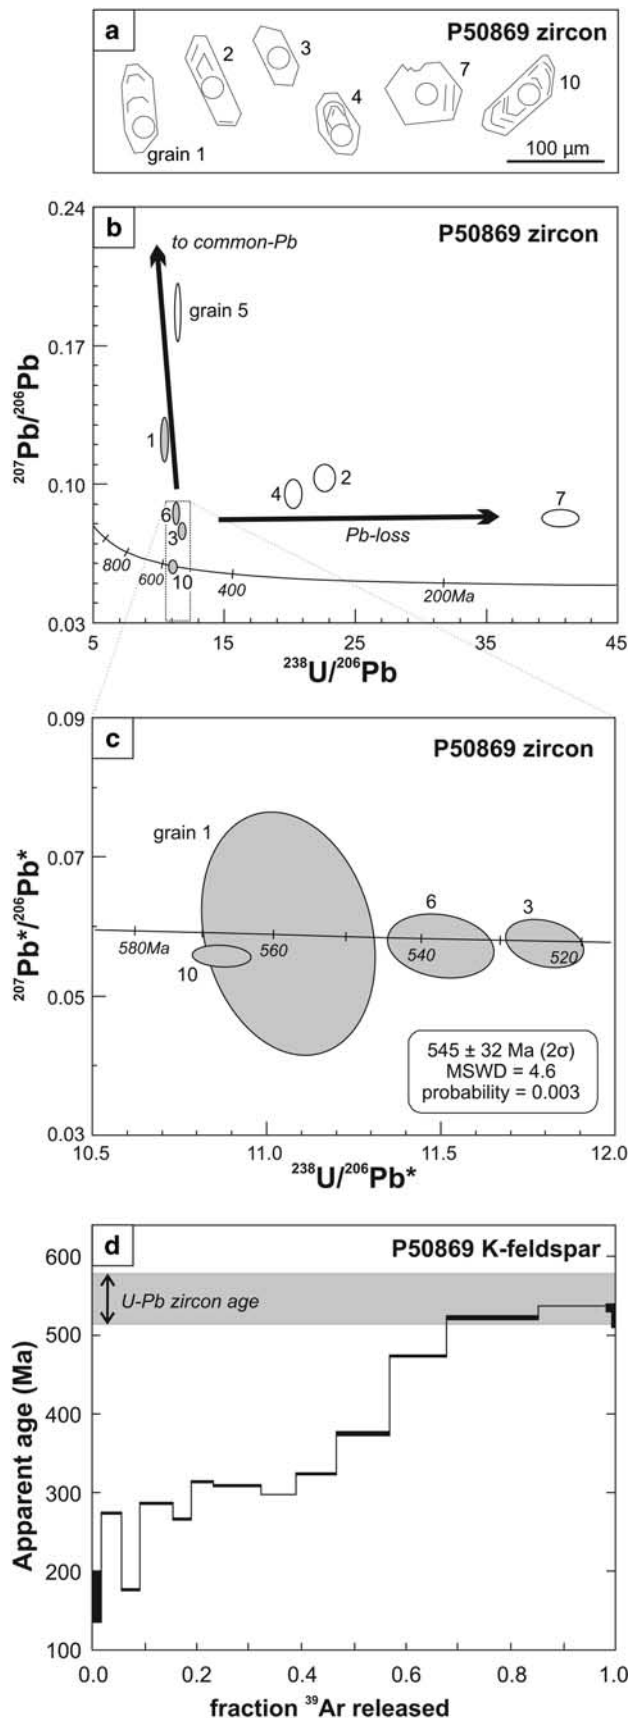 a
P50869 zircon
2
3
7
10
4
grain 1
100 µm
b
P50869 zircon
0.24
to common-Pb
grain 5
0.17
²⁰⁷Pb/²⁰⁶Pb
1
2
4
7
0.10
6
3
Pb-loss
800
600
10
400
200Ma
0.03
5
15
25
35
45
²³⁸U/²⁰⁶Pb
c
P50869 zircon
0.09
grain 1
0.07
²⁰⁷Pb*/²⁰⁶Pb*
6
3
580Ma
560
540
520
10
0.05
545 ± 32 Ma (2σ)
MSWD = 4.6
probability = 0.003
0.03
10.5
11.0
11.5
12.0
²³⁸U/²⁰⁶Pb*
d
P50869 K-feldspar
600
U-Pb zircon age
500
Apparent age (Ma)
400
300
200
100
0.0
0.2
0.4
0.6
0.8
1.0
fraction ³⁹Ar released